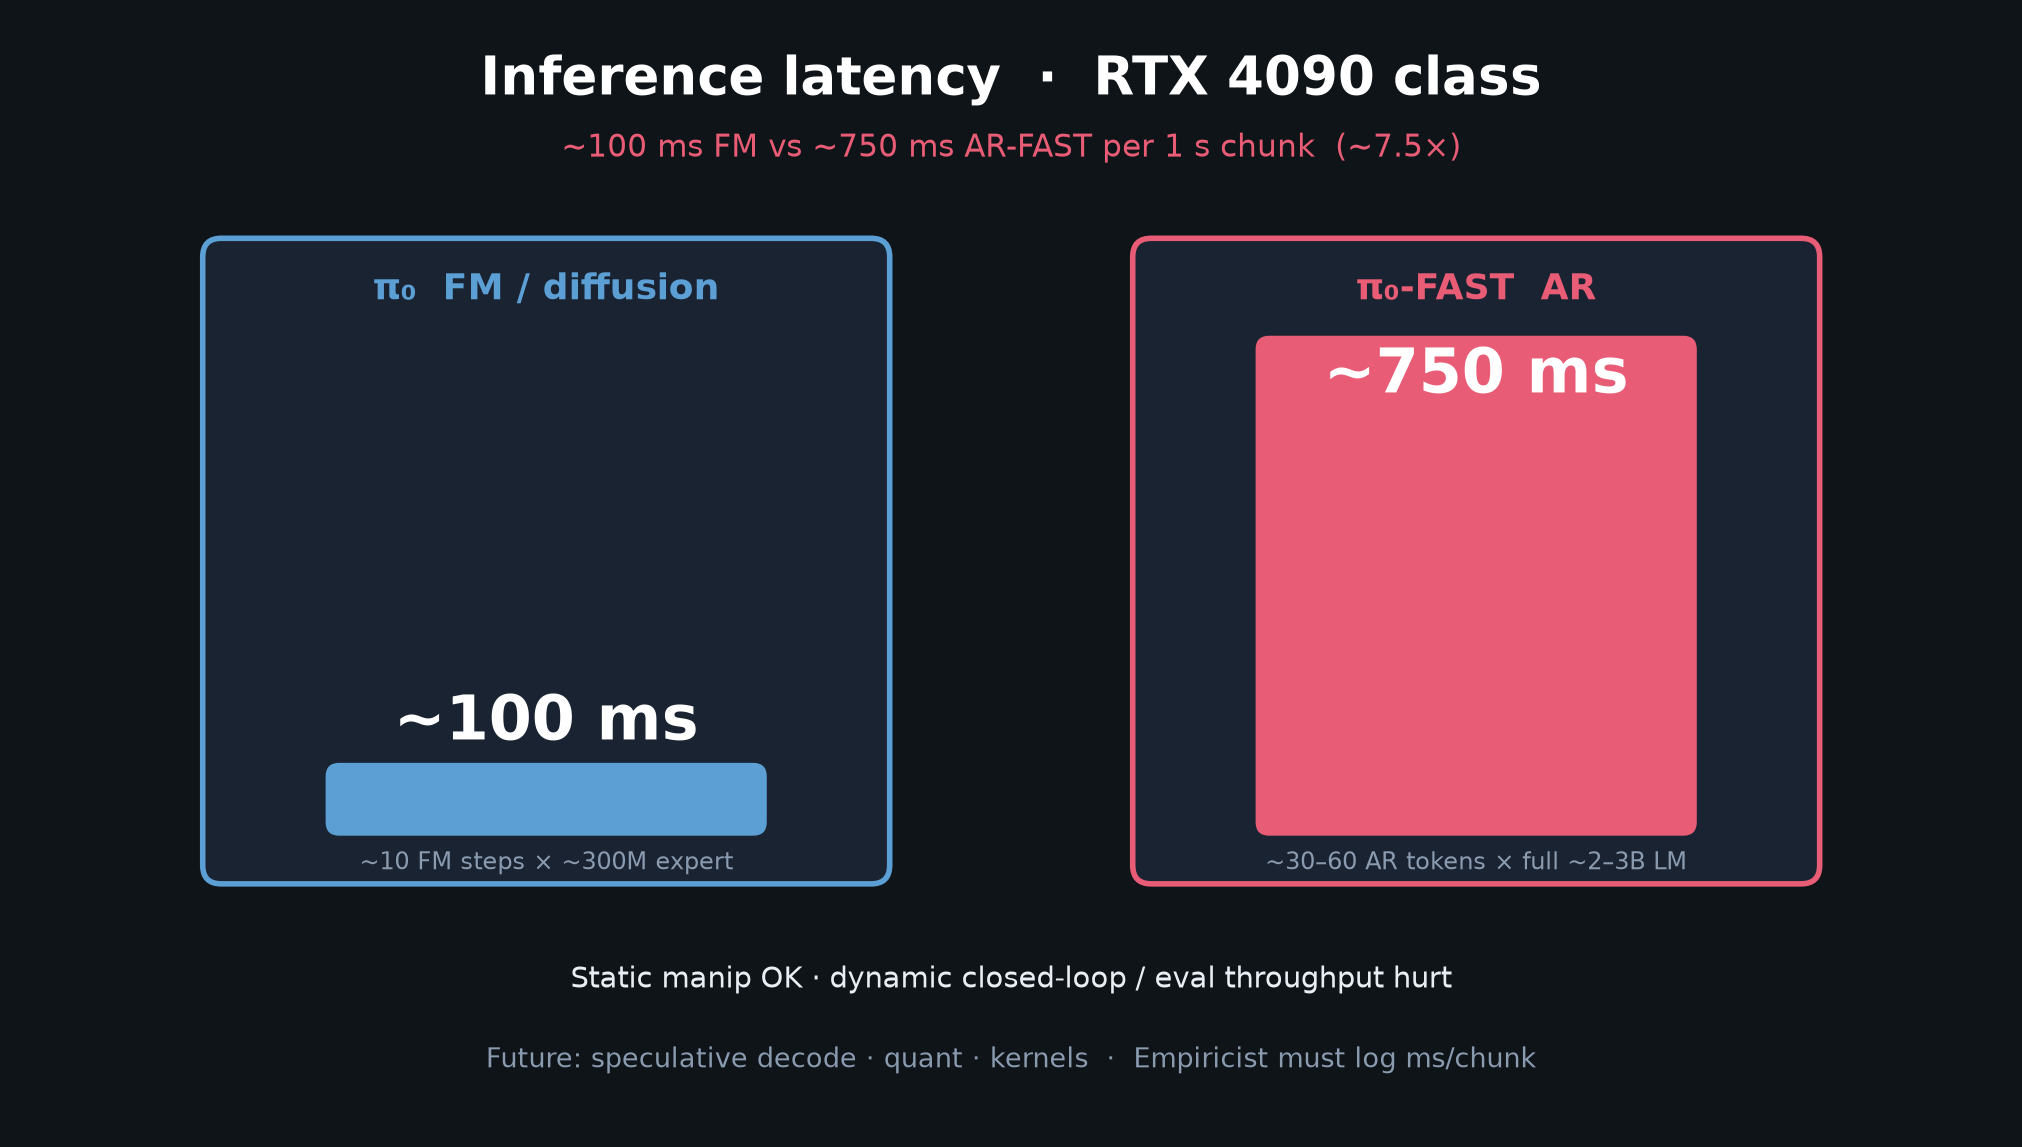 Inference latency · RTX 4090 class
~100 ms FM vs ~750 ms AR-FAST per 1 s chunk (~7.5×)
π₀ FM / diffusion
~100 ms
~10 FM steps × ~300M expert
π₀-FAST AR
~750 ms
~30–60 AR tokens × full ~2–3B LM
Static manip OK · dynamic closed-loop / eval throughput hurt
Future: speculative decode · quant · kernels · Empiricist must log ms/chunk